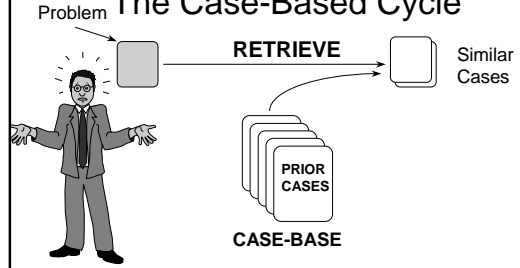 The Case-Based Cycle
Problem
RETRIEVE
Similar
Cases
PRIOR
CASES
CASE-BASE